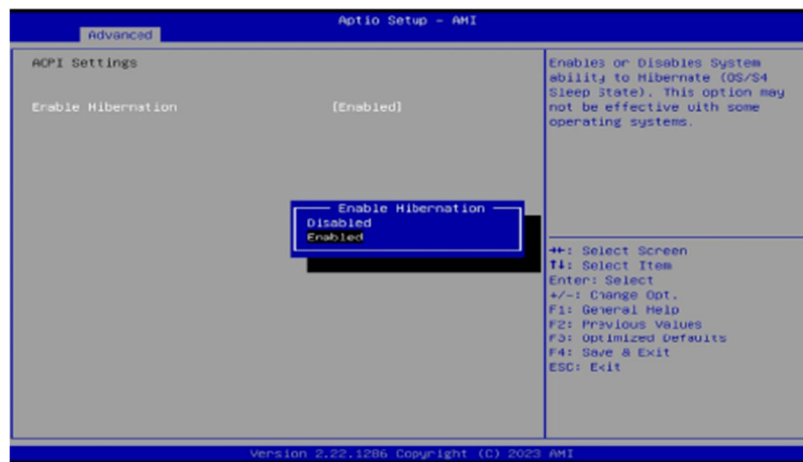 Aptio Setup - AMI
Advanced
ACPI Settings
Enable Hibernation [Enabled]
Enable Hibernation
Disabled
Enabled
Enables or Disables System
ability to Hibernate (OS/S4
Sleep State). This option may
not be effective with some
operating systems.
→←: Select Screen
↑↓: Select Item
Enter: Select
+/-: Change Opt.
F1: General Help
F2: Previous Values
F3: Optimized Defaults
F4: Save & Exit
ESC: Exit
Version 2.22.1286 Copyright (C) 2023 AMI